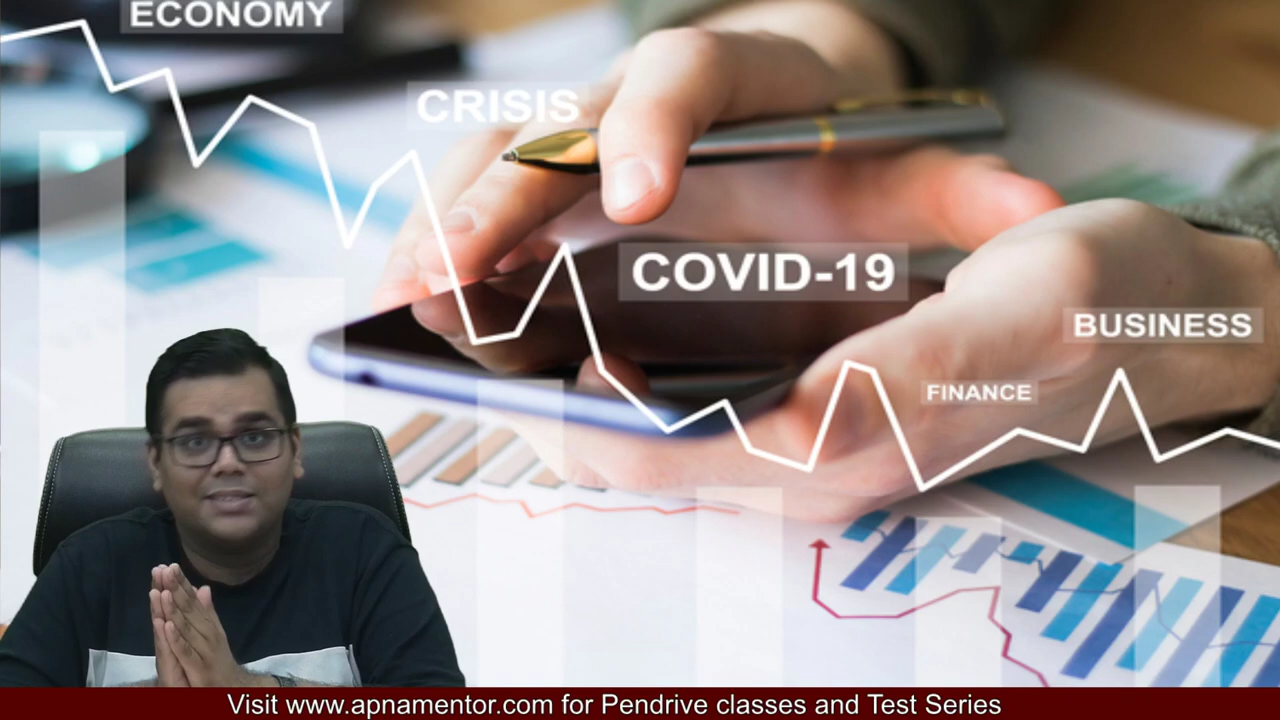 ECONOMY
CRISIS
COVID-19
BUSINESS
FINANCE
Visit www.apnamentor.com for Pendrive classes and Test Series